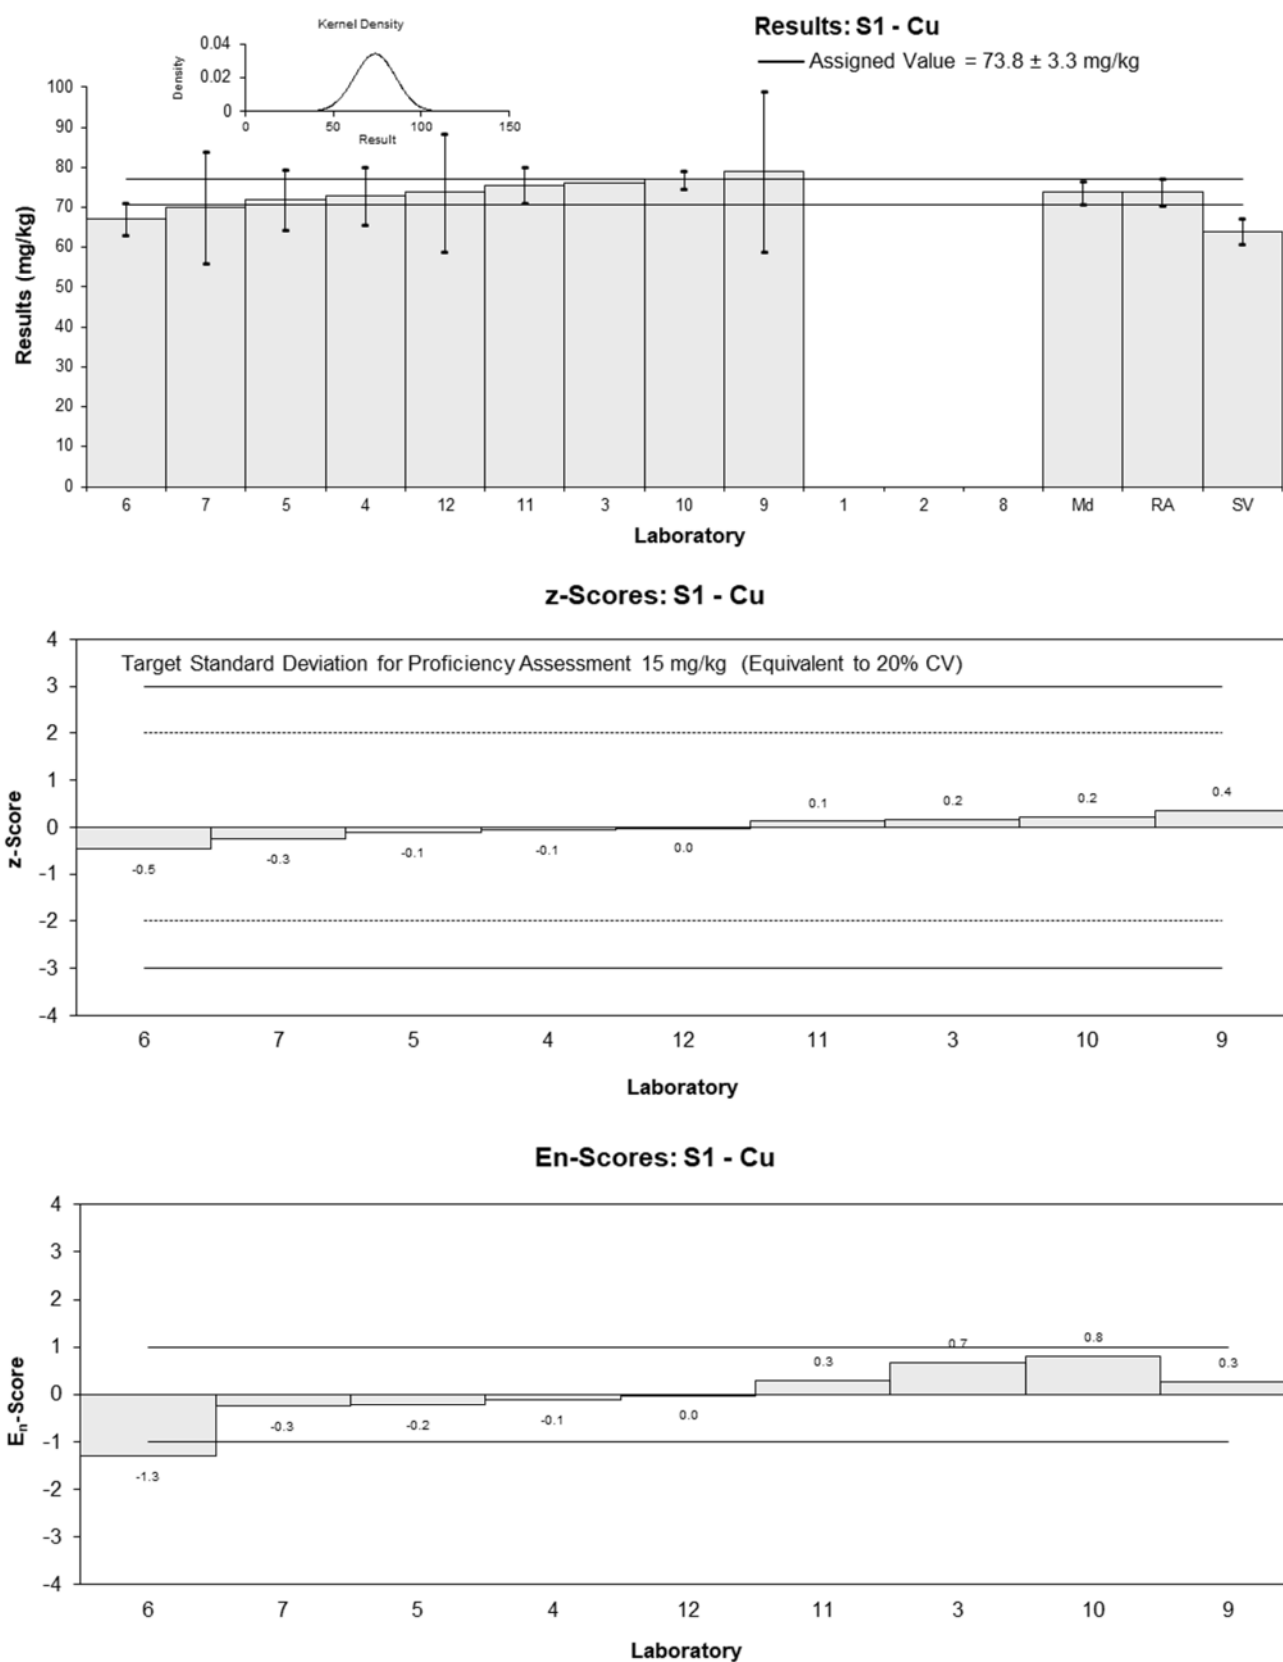 Kernel Density
Density
0.04
0.02
0
0 50 100 150
Result
Results: S1 - Cu
Assigned Value = 73.8 ± 3.3 mg/kg
Results (mg/kg)
100
90
80
70
60
50
40
30
20
10
0
6 7 5 4 12 11 3 10 9 1 2 8 Md RA SV
Laboratory
z-Scores: S1 - Cu
Target Standard Deviation for Proficiency Assessment 15 mg/kg (Equivalent to 20% CV)
z-Score
4
3
2
1
0
-1
-2
-3
-4
-0.5 -0.3 -0.1 -0.1 0.0 0.1 0.2 0.2 0.4
6 7 5 4 12 11 3 10 9
Laboratory
En-Scores: S1 - Cu
En-Score
4
3
2
1
0
-1
-2
-3
-4
-1.3 -0.3 -0.2 -0.1 0.0 0.3 0.7 0.8 0.3
6 7 5 4 12 11 3 10 9
Laboratory